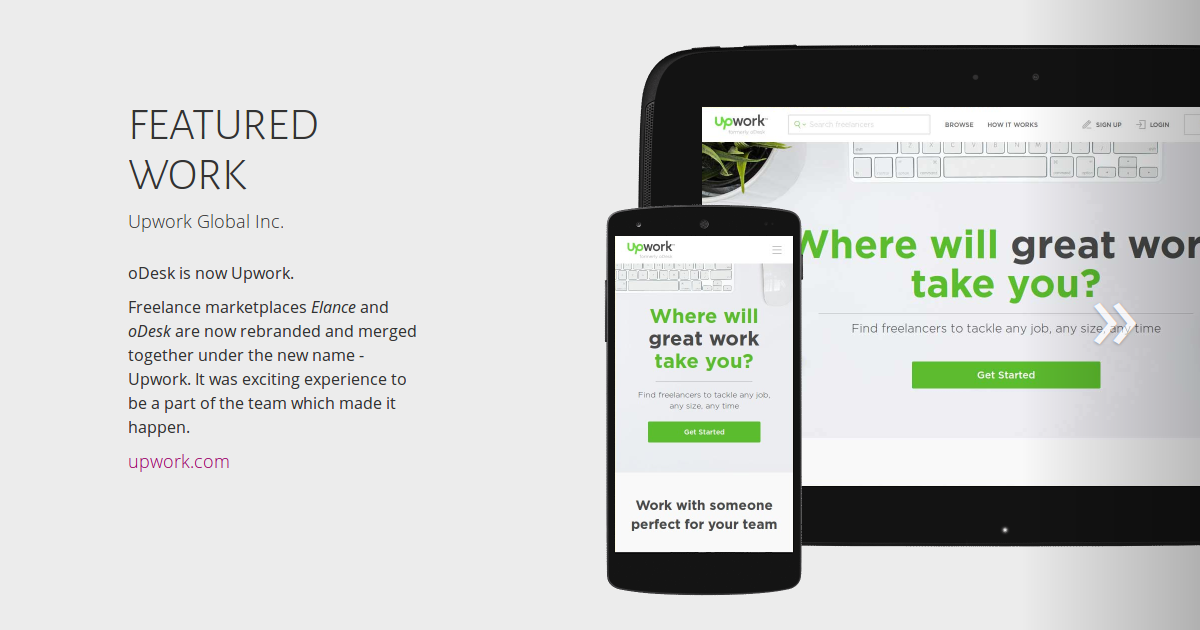 FEATURED
WORK
Upwork Global Inc.
oDesk is now Upwork.
Freelance marketplaces Elance and
oDesk are now rebranded and merged
together under the new name -
Upwork. It was exciting experience to
be a part of the team which made it
happen.
upwork.com
Upwork
formerly oDesk
Search freelancers
BROWSE
HOW IT WORKS
SIGN UP
LOGIN
Where will great wor
take you?
Find freelancers to tackle any job, any size, any time
Get Started
Upwork
formerly oDesk
Where will
great work
take you?
Find freelancers to tackle any job,
any size, any time
Get Started
Work with someone
perfect for your team